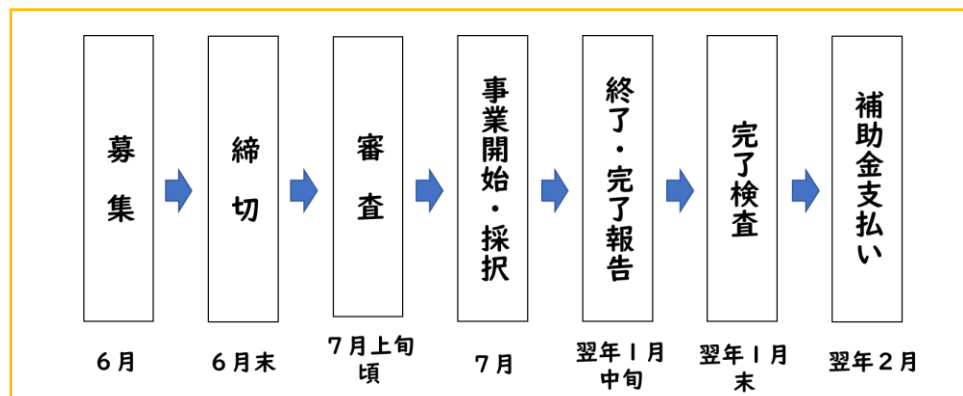 募集
締切
審査
事業開始・採択
終了・完了報告
完了検査
補助金支払い
６月
６月末
７月上旬
頃
７月
翌年１月
中旬
翌年１月
末
翌年２月